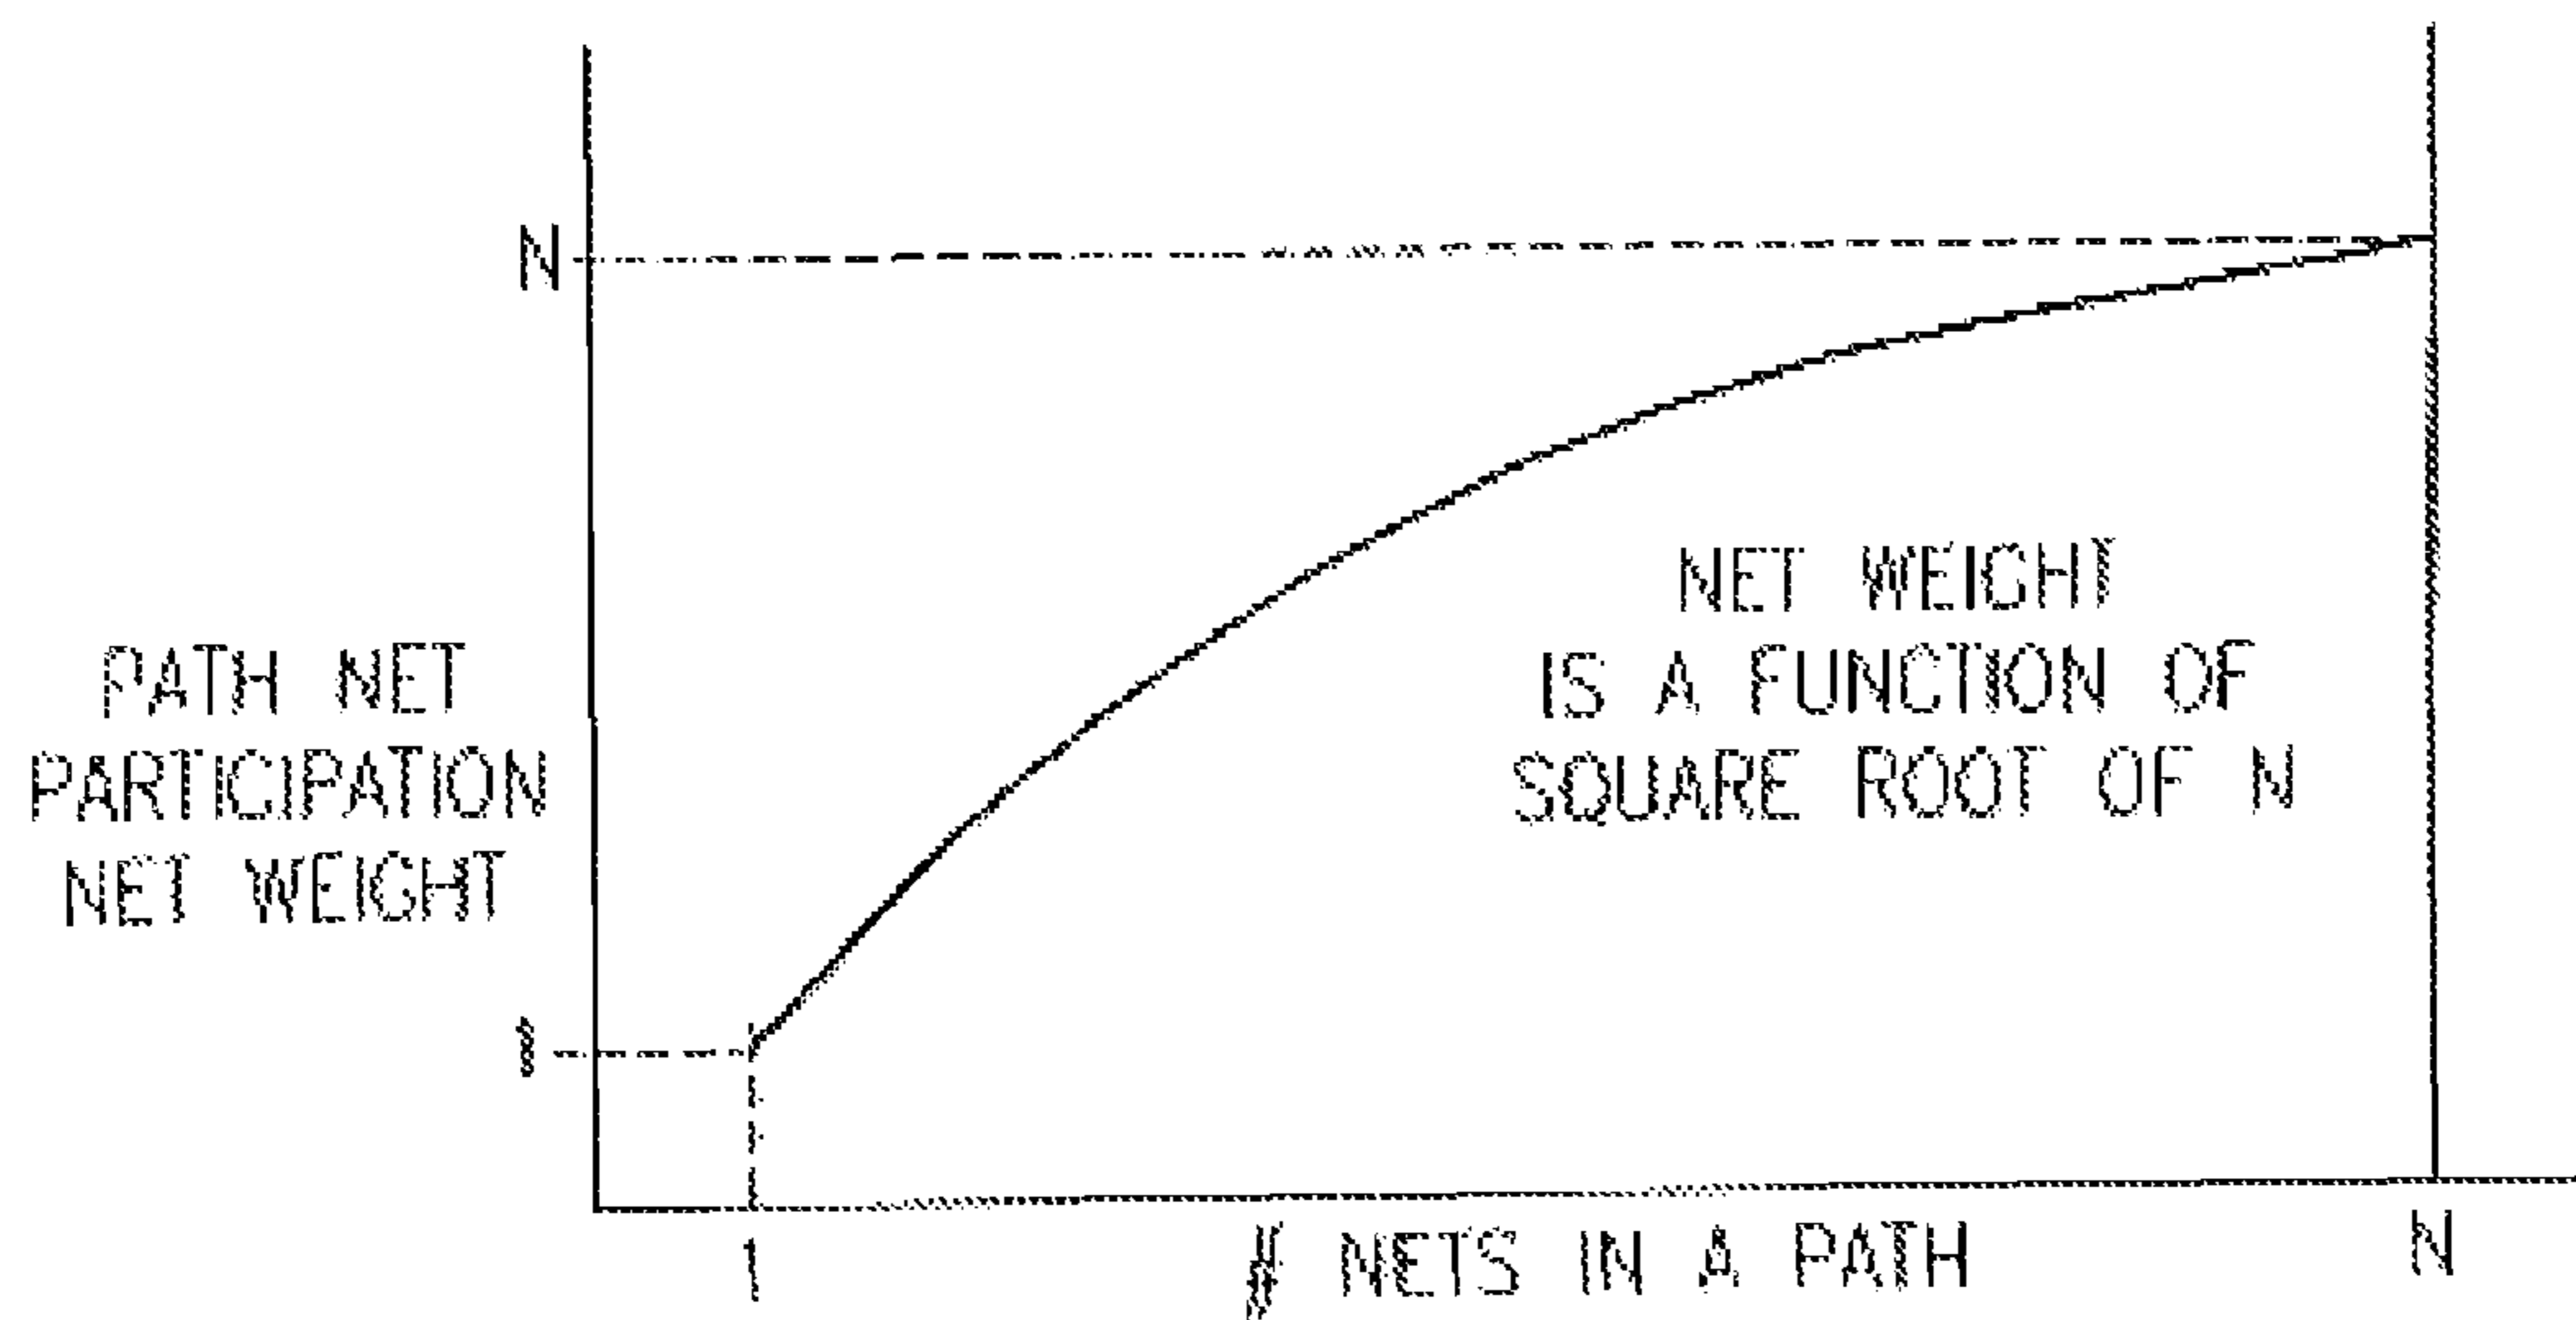 N
PATH NET
PARTICIPATION
NET WEIGHT
1
NET WEIGHT
IS A FUNCTION OF
SQUARE ROOT OF N
1
# NETS IN A PATH
N